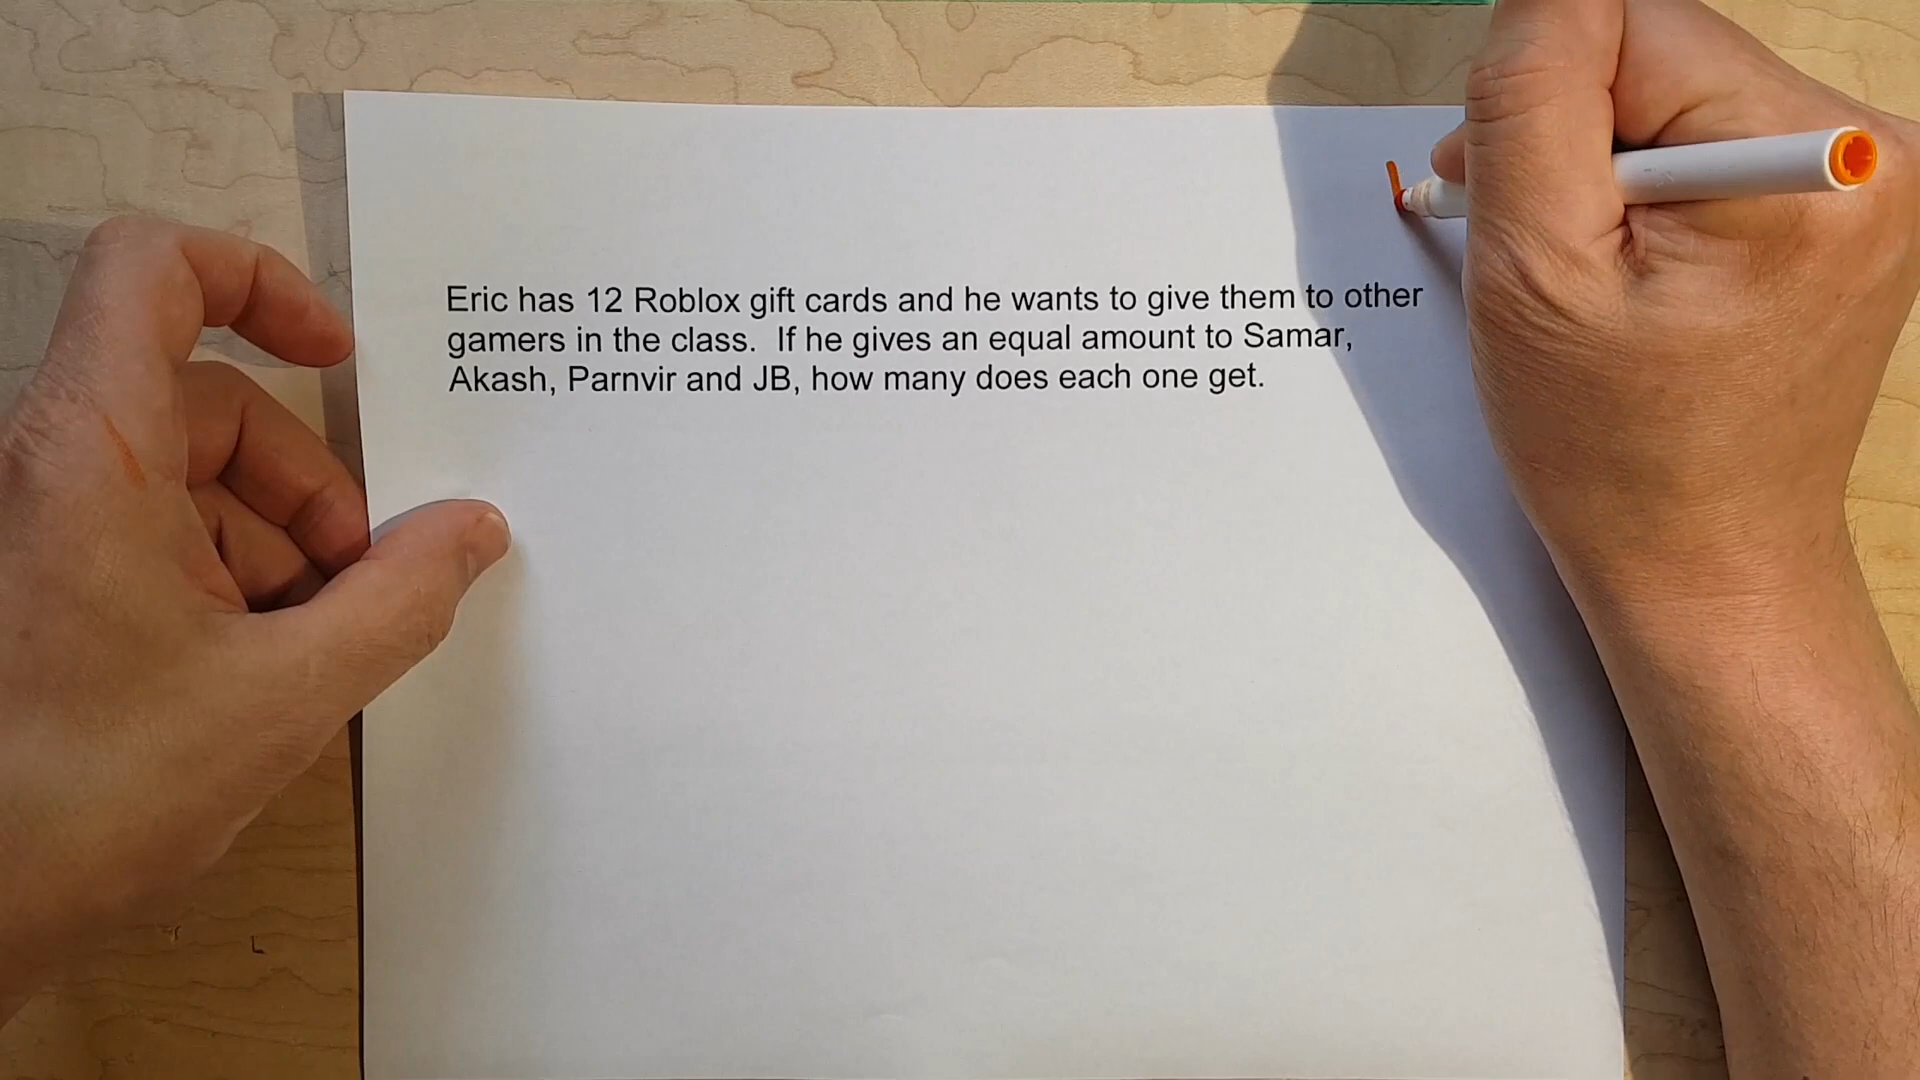 Eric has 12 Roblox gift cards and he wants to give them to other
gamers in the class.  If he gives an equal amount to Samar,
Akash, Parnvir and JB, how many does each one get.